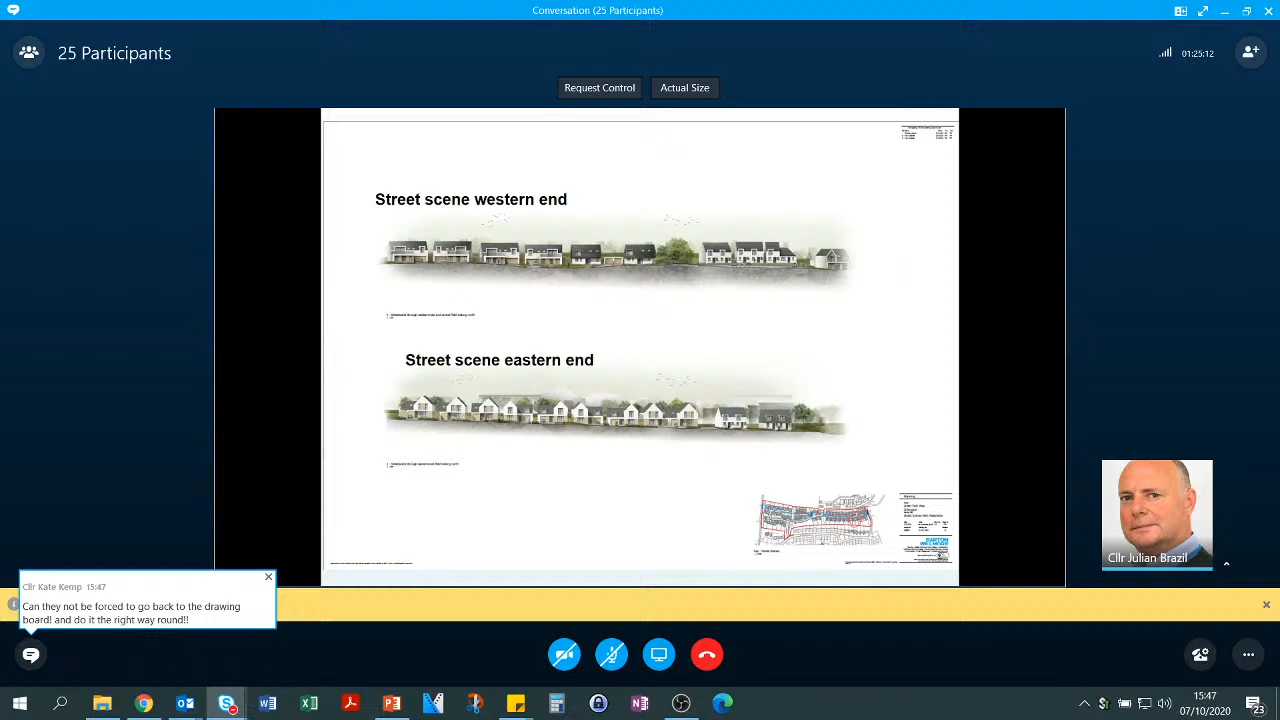 Conversation (25 Participants)
25 Participants
01:25:12
Request Control
Actual Size
Street scene western end
Street scene eastern end
BARTON
WILLMORE
Cllr Julian Brazil
Cllr Kate Kemp 15:47
Can they not be forced to go back to the drawing
board! and do it the right way round!!
15:47
07/10/2020